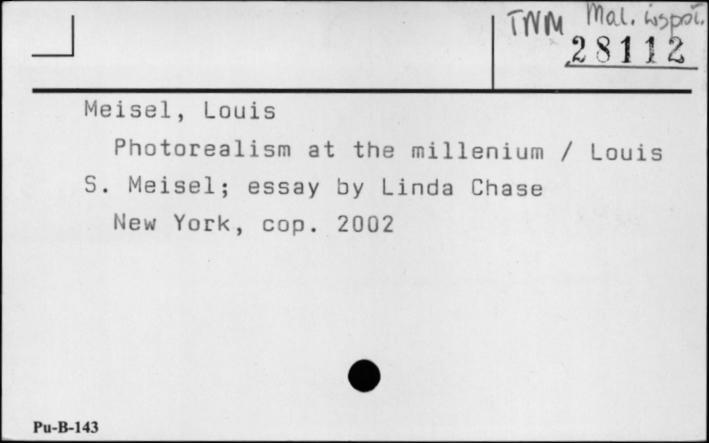 TNM Mal. współ.
28112
Meisel, Louis
Photorealism at the millenium / Louis
S. Meisel; essay by Linda Chase
New York, cop. 2002
Pu-B-143